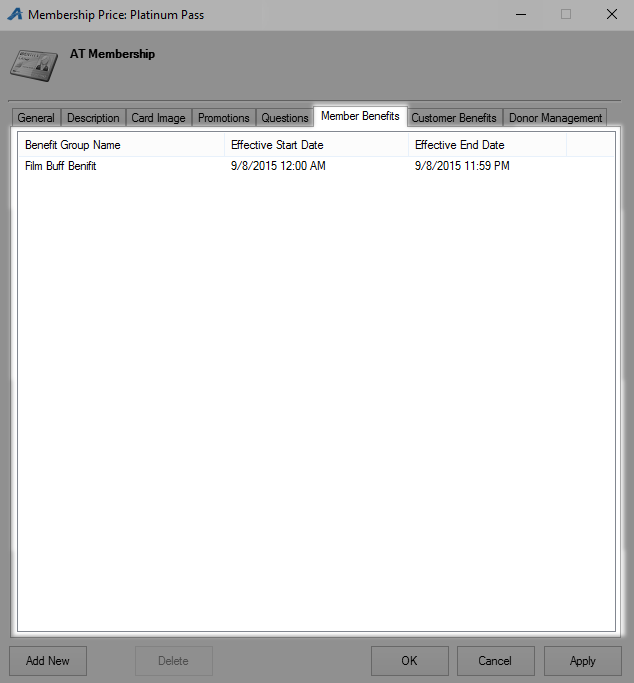 Membership Price: Platinum Pass
AT Membership
General Description Card Image Promotions Questions Member Benefits Customer Benefits Donor Management
Benefit Group Name Effective Start Date Effective End Date
Film Buff Benifit 9/8/2015 12:00 AM 9/8/2015 11:59 PM
Add New Delete OK Cancel Apply